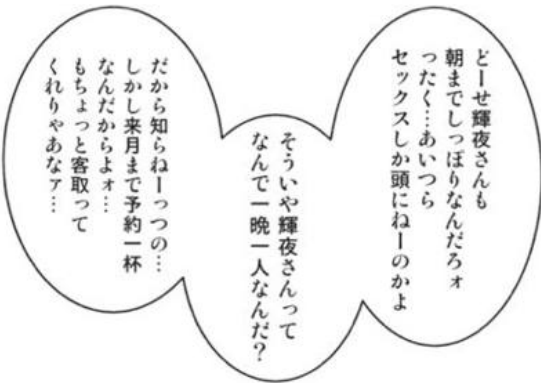 どーせ輝夜さんも
朝までしっぽりなんだろォ
ったく…あいつら
セックスしか頭にねーのかよ
そういや輝夜さんって
なんで一晩一人なんだ?
だから知らねーっつの…
しかし来月まで予約一杯
なんだからよォ…
もちょっと客取って
くれりゃあなァ…